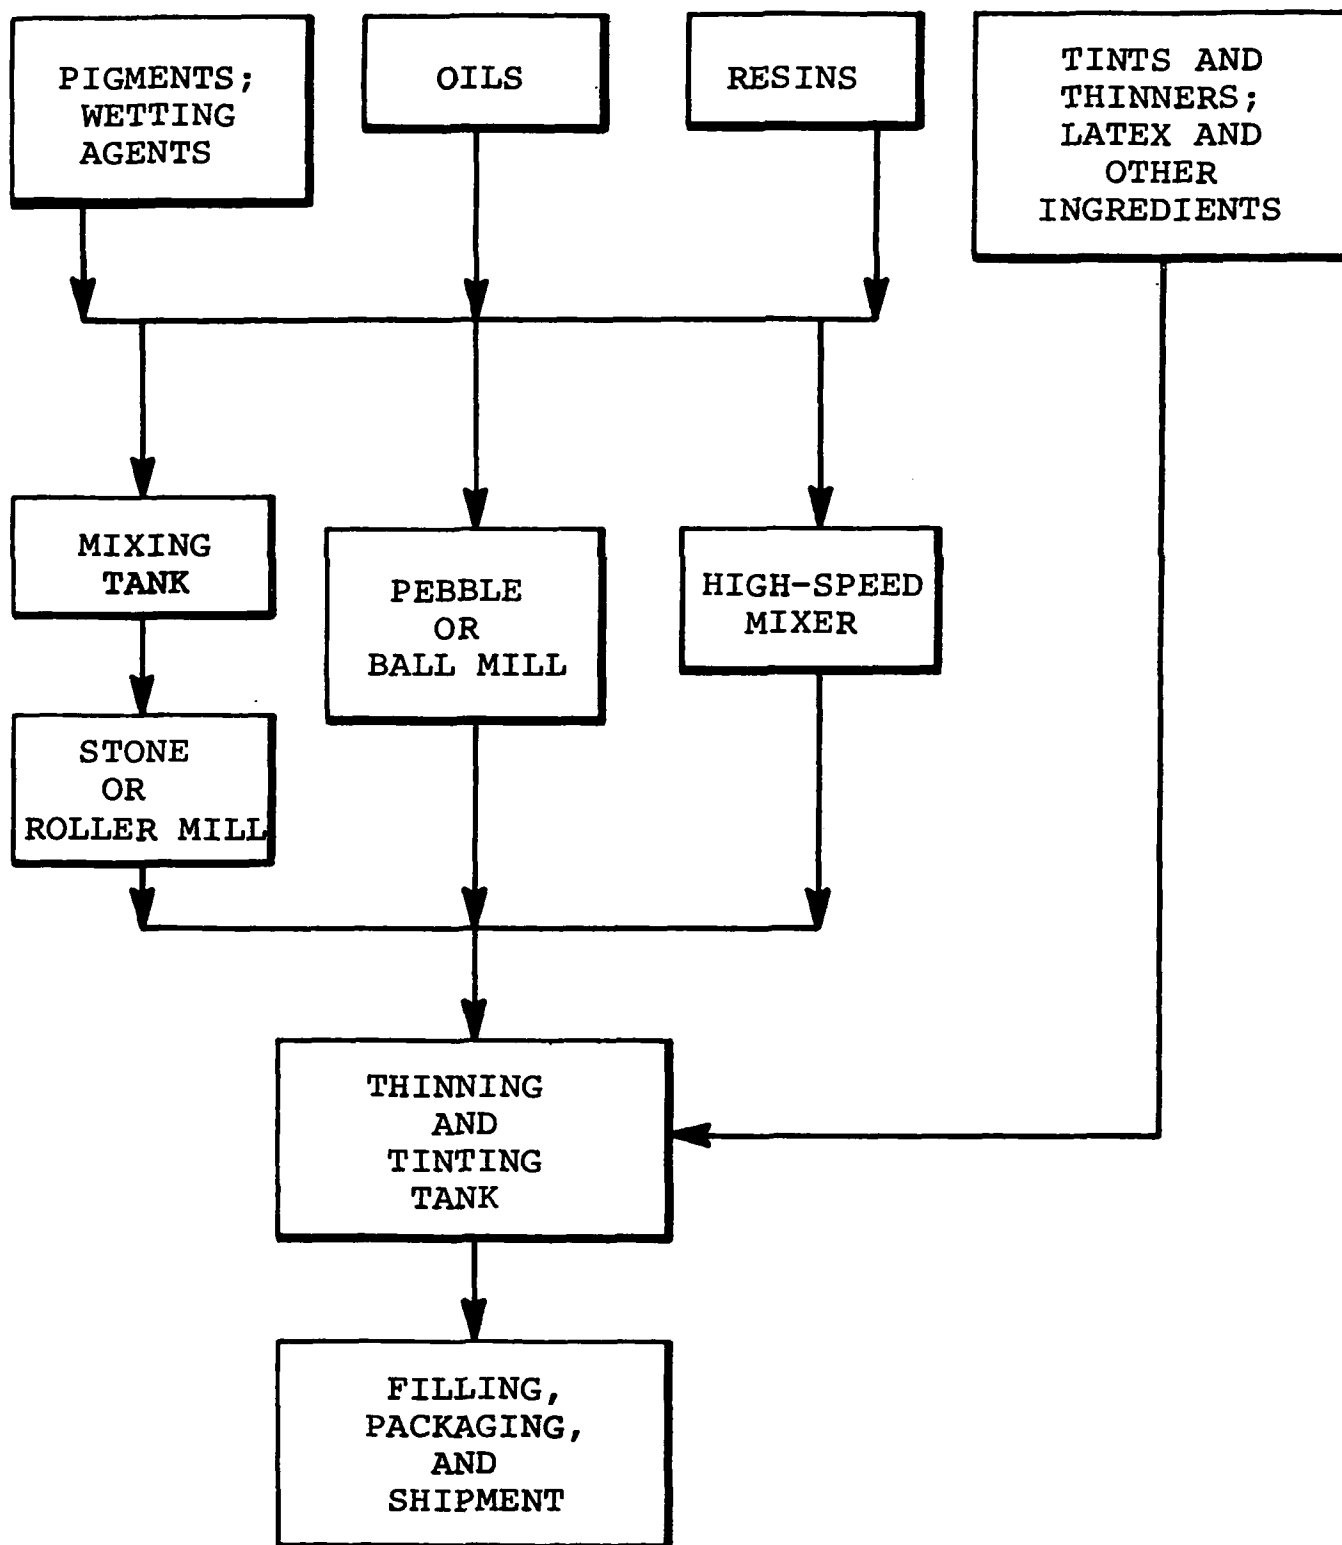 PIGMENTS;
WETTING
AGENTS
OILS
RESINS
TINTS AND
THINNERS;
LATEX AND
OTHER
INGREDIENTS
MIXING
TANK
PEBBLE
OR
BALL MILL
HIGH-SPEED
MIXER
STONE
OR
ROLLER MILL
THINNING
AND
TINTING
TANK
FILLING,
PACKAGING,
AND
SHIPMENT